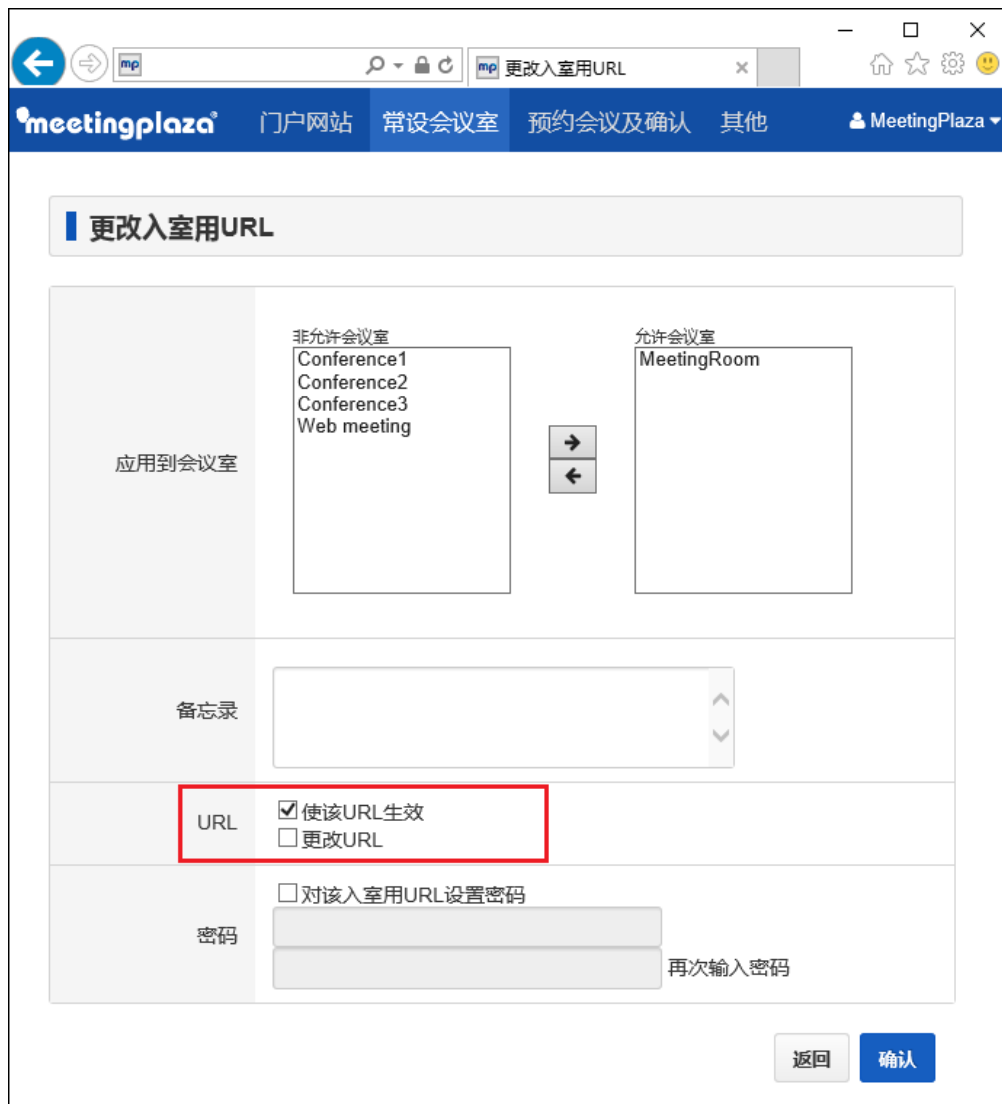 mp
mp 更改入室用URL
meetingplaza 门户网站 常设会议室 预约会议及确认 其他 MeetingPlaza
更改入室用URL
非允许会议室 允许会议室
Conference1 MeetingRoom
Conference2
Conference3
Web meeting
应用到会议室
备忘录
URL
使该URL生效
更改URL
对该入室用URL设置密码
密码
再次输入密码
返回 确认